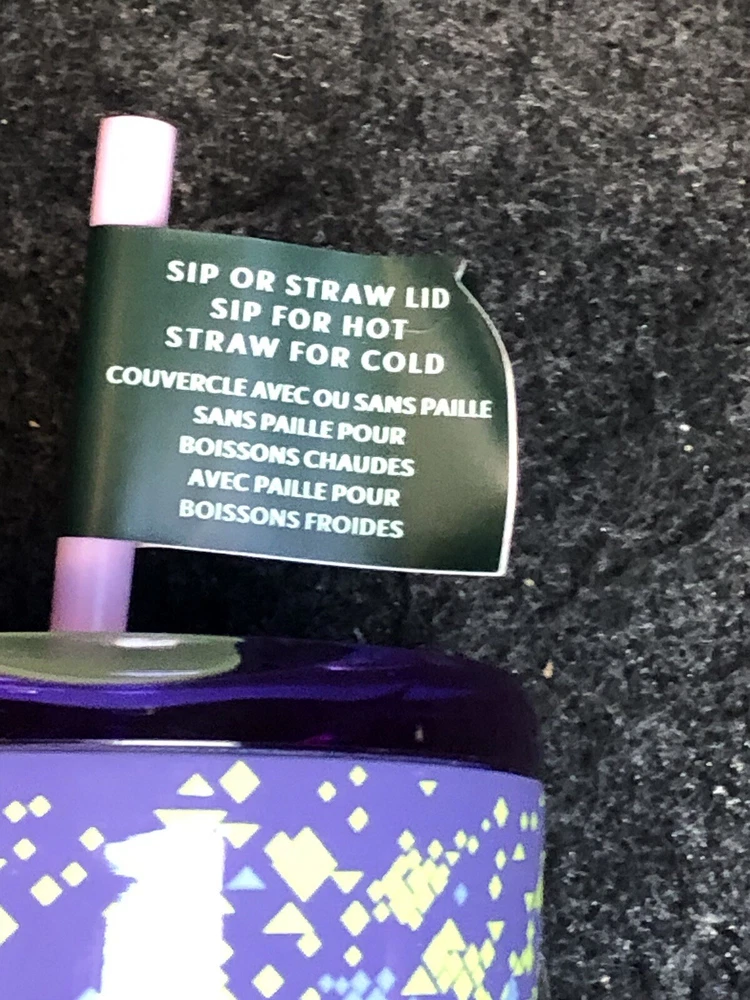 SIP OR STRAW LID
SIP FOR HOT
STRAW FOR COLD
COUVERCLE AVEC OU SANS PAILLE
SANS PAILLE POUR
BOISSONS CHAUDES
AVEC PAILLE POUR
BOISSONS FROIDES